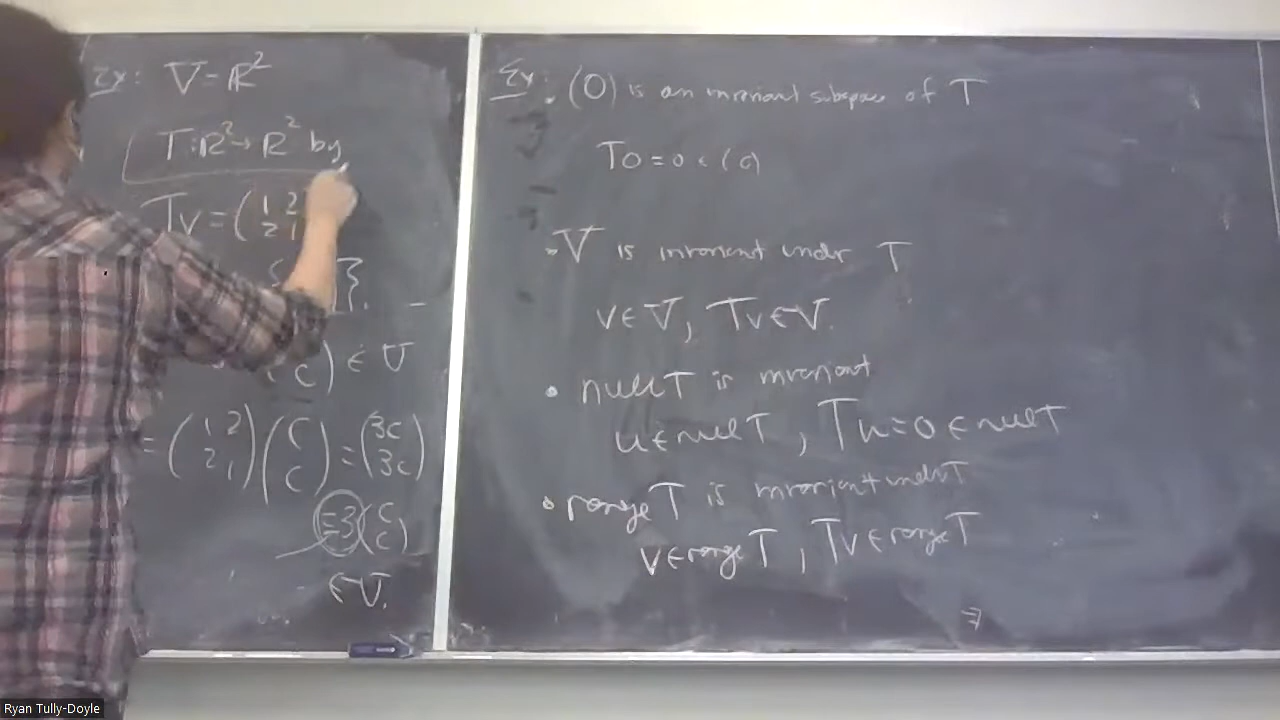 Ex: V=ℝ²
T:ℝ²→ℝ² by
Tv=(1 2
2 1
{ }.
C) ∈ U
=(1 2
2 1)(C
C)=(3C
3C)
=3(C
C)
∈ U.
Ex: • (0) is an invariant subspace of T
T0=0 ∈ (0)
• V is invariant under T
v∈V, Tv∈V.
• null T is invariant
u∈null T, Tu=0∈null T
• range T is invariant under T
v∈range T, Tv∈range T
Ryan Tully-Doyle